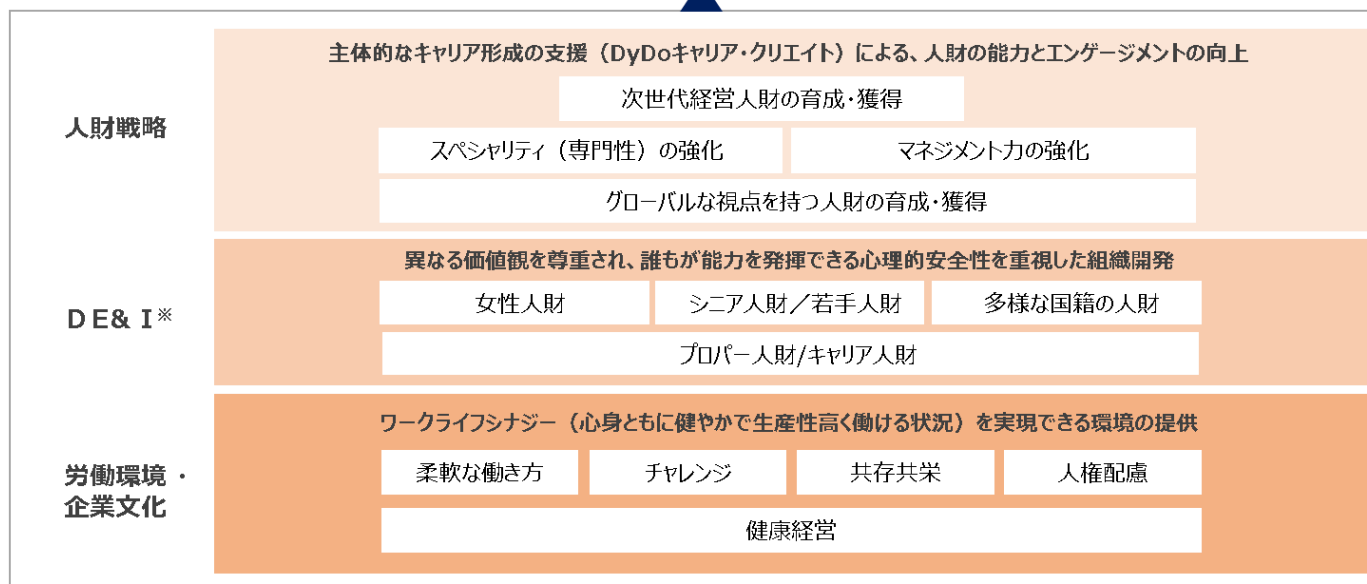 主体的なキャリア形成の支援（DyDoキャリア・クリエイト）による、人財の能力とエンゲージメントの向上
人財戦略
次世代経営人財の育成・獲得
スペシャリティ（専門性）の強化
マネジメント力の強化
グローバルな視点を持つ人財の育成・獲得
異なる価値観を尊重され、誰もが能力を発揮できる心理的安全性を重視した組織開発
DE&I※
女性人財
シニア人財／若手人財
多様な国籍の人財
プロパー人財/キャリア人財
ワークライフシナジー（心身ともに健やかで生産性高く働ける状況）を実現できる環境の提供
労働環境・
企業文化
柔軟な働き方
チャレンジ
共存共栄
人権配慮
健康経営